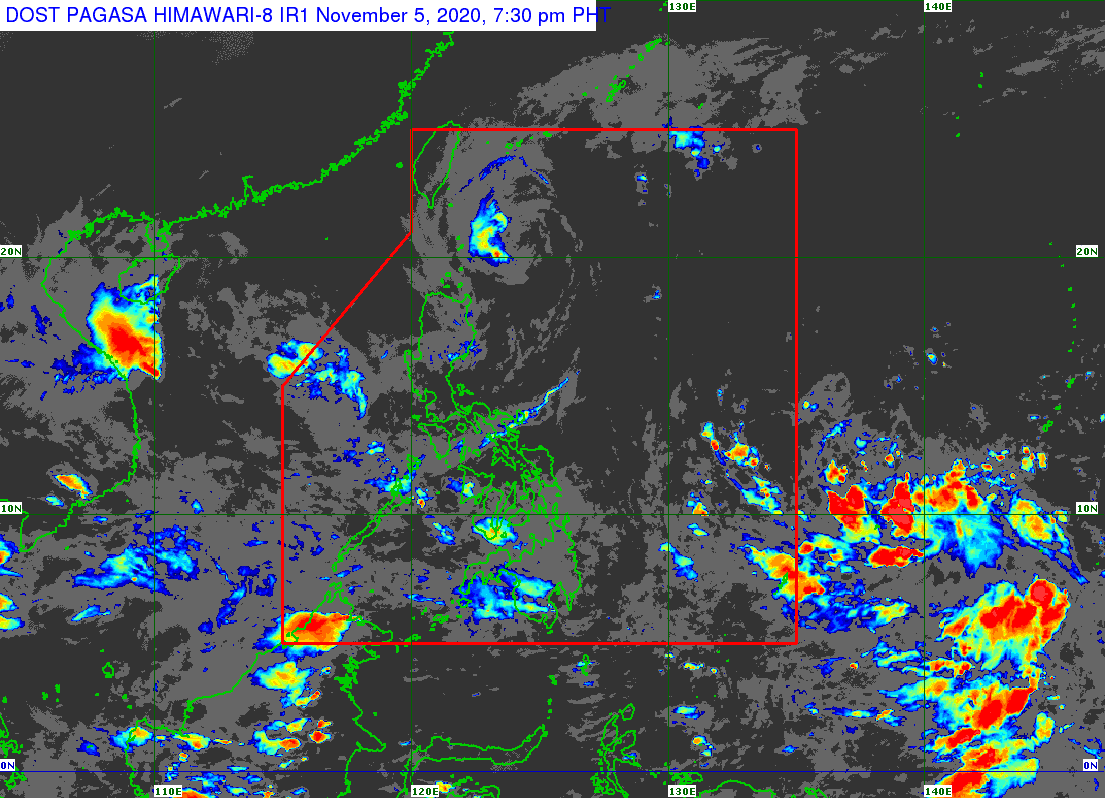 DOST PAGASA HIMAWARI-8 IR1 November 5, 2020, 7:30 pm PHT
130E 140E
20N 20N
10N 10N
0N 0N
110E 120E 130E 140E